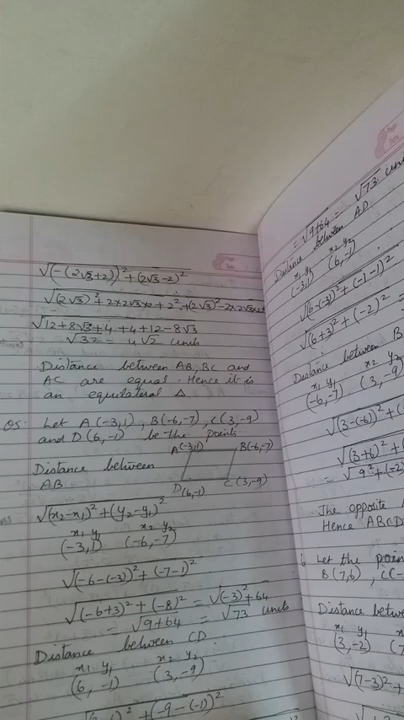 √(-(2√3+2))² + (2√3-2)²
√(2√3)² + 2×2√3×2 + 2² + (2√3)² - 2×2√3×2
√12+8√3+4 + 4+12-8√3
√32 = 4√2 units
Distance between AB, BC and
AC are equal. Hence it is
an equilateral △
Q5. Let A(-3,1), B(-6,-7), C(3,-9)
and D(6,-1) be the points
A(-3,1) B(-6,-7)
Distance between
AB
D(6,-1) C(3,-9)
√(x₂-x₁)² + (y₂-y₁)²
x₁ y₁ x₂ y₂
(-3,1) (-6,-7)
√(-6-(-3))² + (-7-1)²
√(-6+3)² + (-8)² = √(-3)² + 64
= √9+64 = √73 units
Distance between CD
x₁ y₁ x₂ y₂
(6, -1) (3, -9)
+ (-9-(-1))²
= √9+64 = √73 units
Distance between AD
x₁ y₁ x₂ y₂
(-3,1) (6,-1)
√(6-(-3))² + (-1-1)²
√(6+3)² + (-2)² =
Distance between B
x₁ y₁ x₂ y₂
(-6,-7) (3,-9)
√(3-(-6))² + (
√(3+6)² +
= √9² + (-2)
The opposite
Hence ABCD
6 Let the poin
B(7,6), C(-
Distance betwe
x₁ y₁
(3,-2) (7
√(7-3)² +